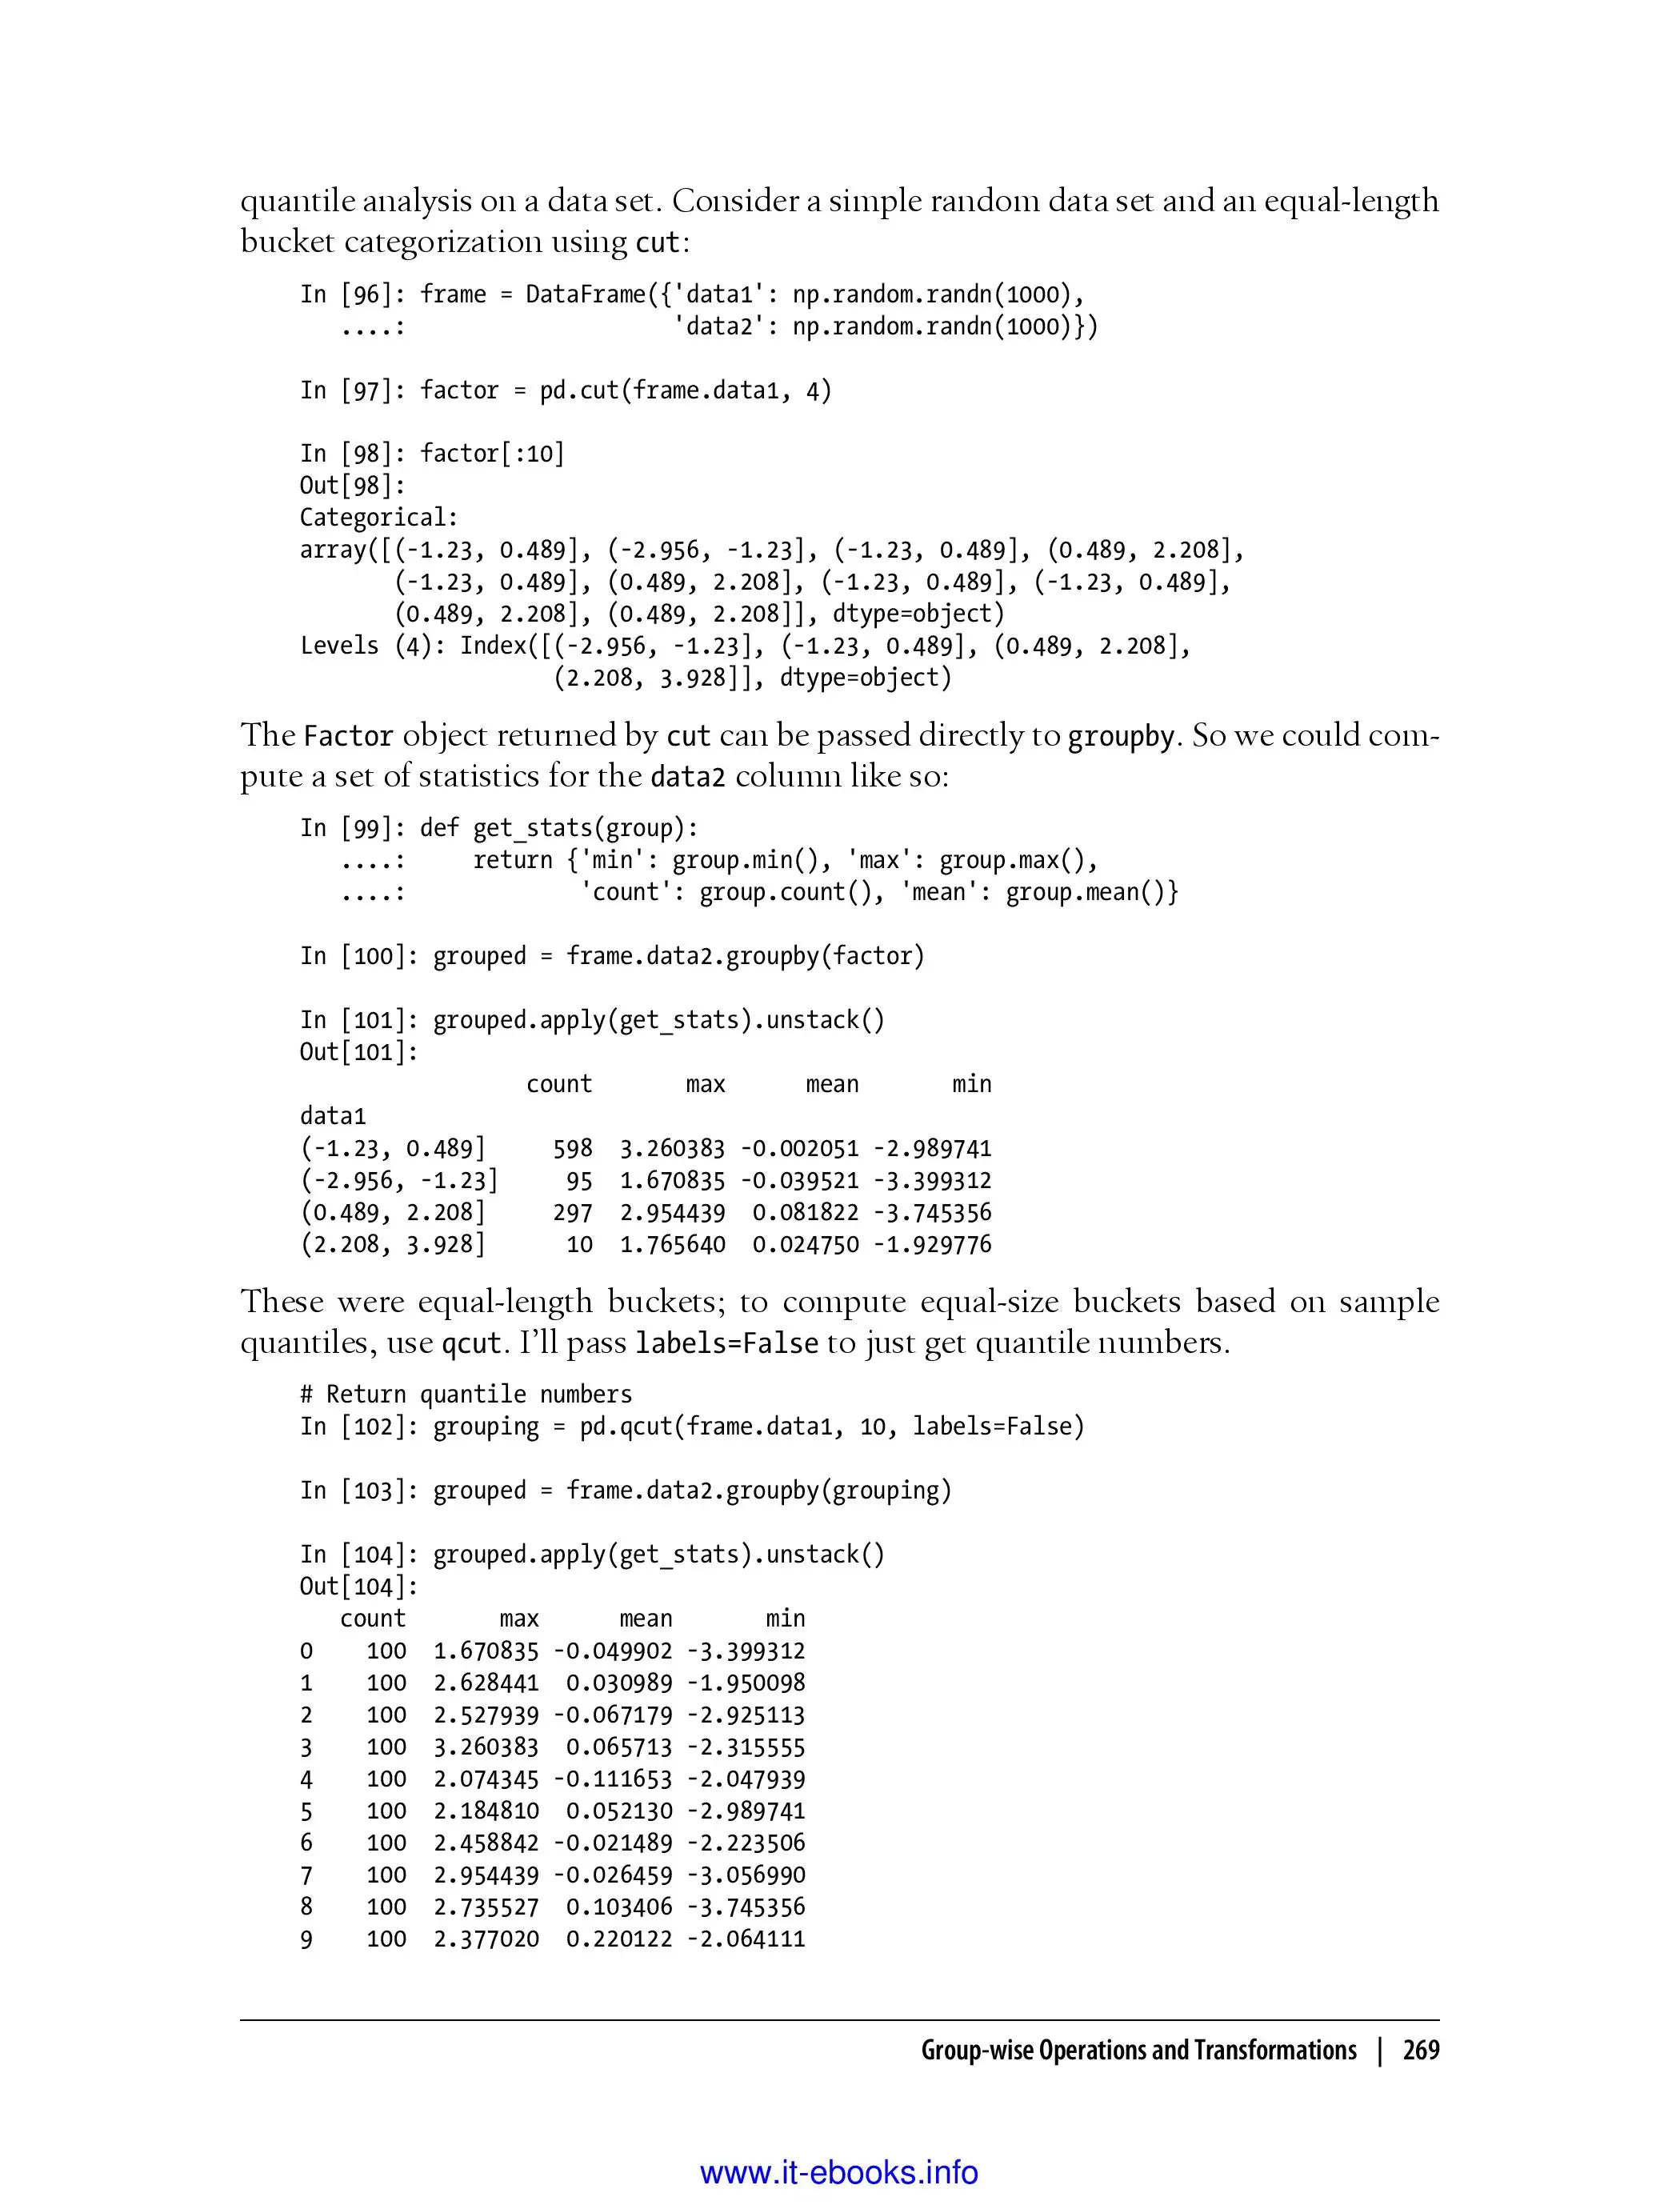 quantile analysis on a data set. Consider a simple random data set and an equal-length
bucket categorization using cut:
In [96]: frame = DataFrame({'data1': np.random.randn(1000),
   ....:                    'data2': np.random.randn(1000)})
In [97]: factor = pd.cut(frame.data1, 4)
In [98]: factor[:10]
Out[98]:
Categorical:
array([(-1.23, 0.489], (-2.956, -1.23], (-1.23, 0.489], (0.489, 2.208],
       (-1.23, 0.489], (0.489, 2.208], (-1.23, 0.489], (-1.23, 0.489],
       (0.489, 2.208], (0.489, 2.208]], dtype=object)
Levels (4): Index([(-2.956, -1.23], (-1.23, 0.489], (0.489, 2.208],
                   (2.208, 3.928]], dtype=object)
The Factor object returned by cut can be passed directly to groupby. So we could com-
pute a set of statistics for the data2 column like so:
In [99]: def get_stats(group):
   ....:     return {'min': group.min(), 'max': group.max(),
   ....:             'count': group.count(), 'mean': group.mean()}
In [100]: grouped = frame.data2.groupby(factor)
In [101]: grouped.apply(get_stats).unstack()
Out[101]:
                 count       max      mean       min
data1
(-1.23, 0.489]     598  3.260383 -0.002051 -2.989741
(-2.956, -1.23]     95  1.670835 -0.039521 -3.399312
(0.489, 2.208]     297  2.954439  0.081822 -3.745356
(2.208, 3.928]      10  1.765640  0.024750 -1.929776
These were equal-length buckets; to compute equal-size buckets based on sample
quantiles, use qcut. I’ll pass labels=False to just get quantile numbers.
# Return quantile numbers
In [102]: grouping = pd.qcut(frame.data1, 10, labels=False)
In [103]: grouped = frame.data2.groupby(grouping)
In [104]: grouped.apply(get_stats).unstack()
Out[104]:
   count       max      mean       min
0    100  1.670835 -0.049902 -3.399312
1    100  2.628441  0.030989 -1.950098
2    100  2.527939 -0.067179 -2.925113
3    100  3.260383  0.065713 -2.315555
4    100  2.074345 -0.111653 -2.047939
5    100  2.184810  0.052130 -2.989741
6    100  2.458842 -0.021489 -2.223506
7    100  2.954439 -0.026459 -3.056990
8    100  2.735527  0.103406 -3.745356
9    100  2.377020  0.220122 -2.064111
Group-wise Operations and Transformations | 269
www.it-ebooks.info